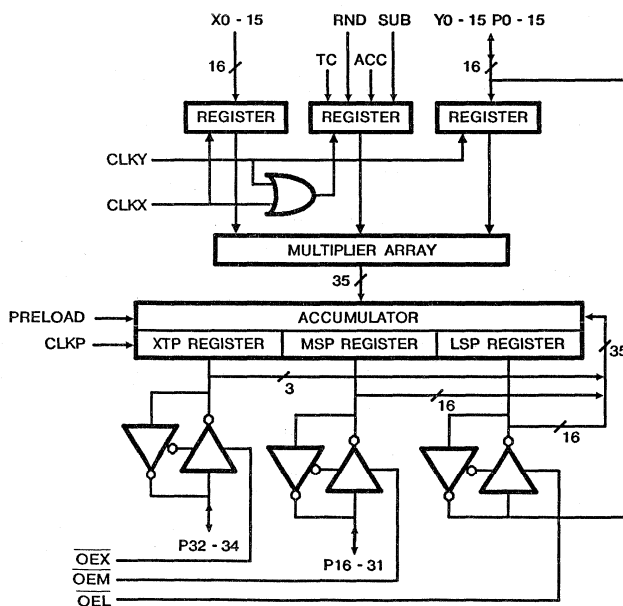 X0 - 15 RND SUB Y0 - 15 P0 - 15
16 TC ACC 16
REGISTER REGISTER REGISTER
CLKY
CLKX
MULTIPLIER ARRAY
35
PRELOAD ACCUMULATOR
CLKP XTP REGISTER MSP REGISTER LSP REGISTER 35
3
16
16
P32 - 34 P16 - 31
OEX
OEM
OEL